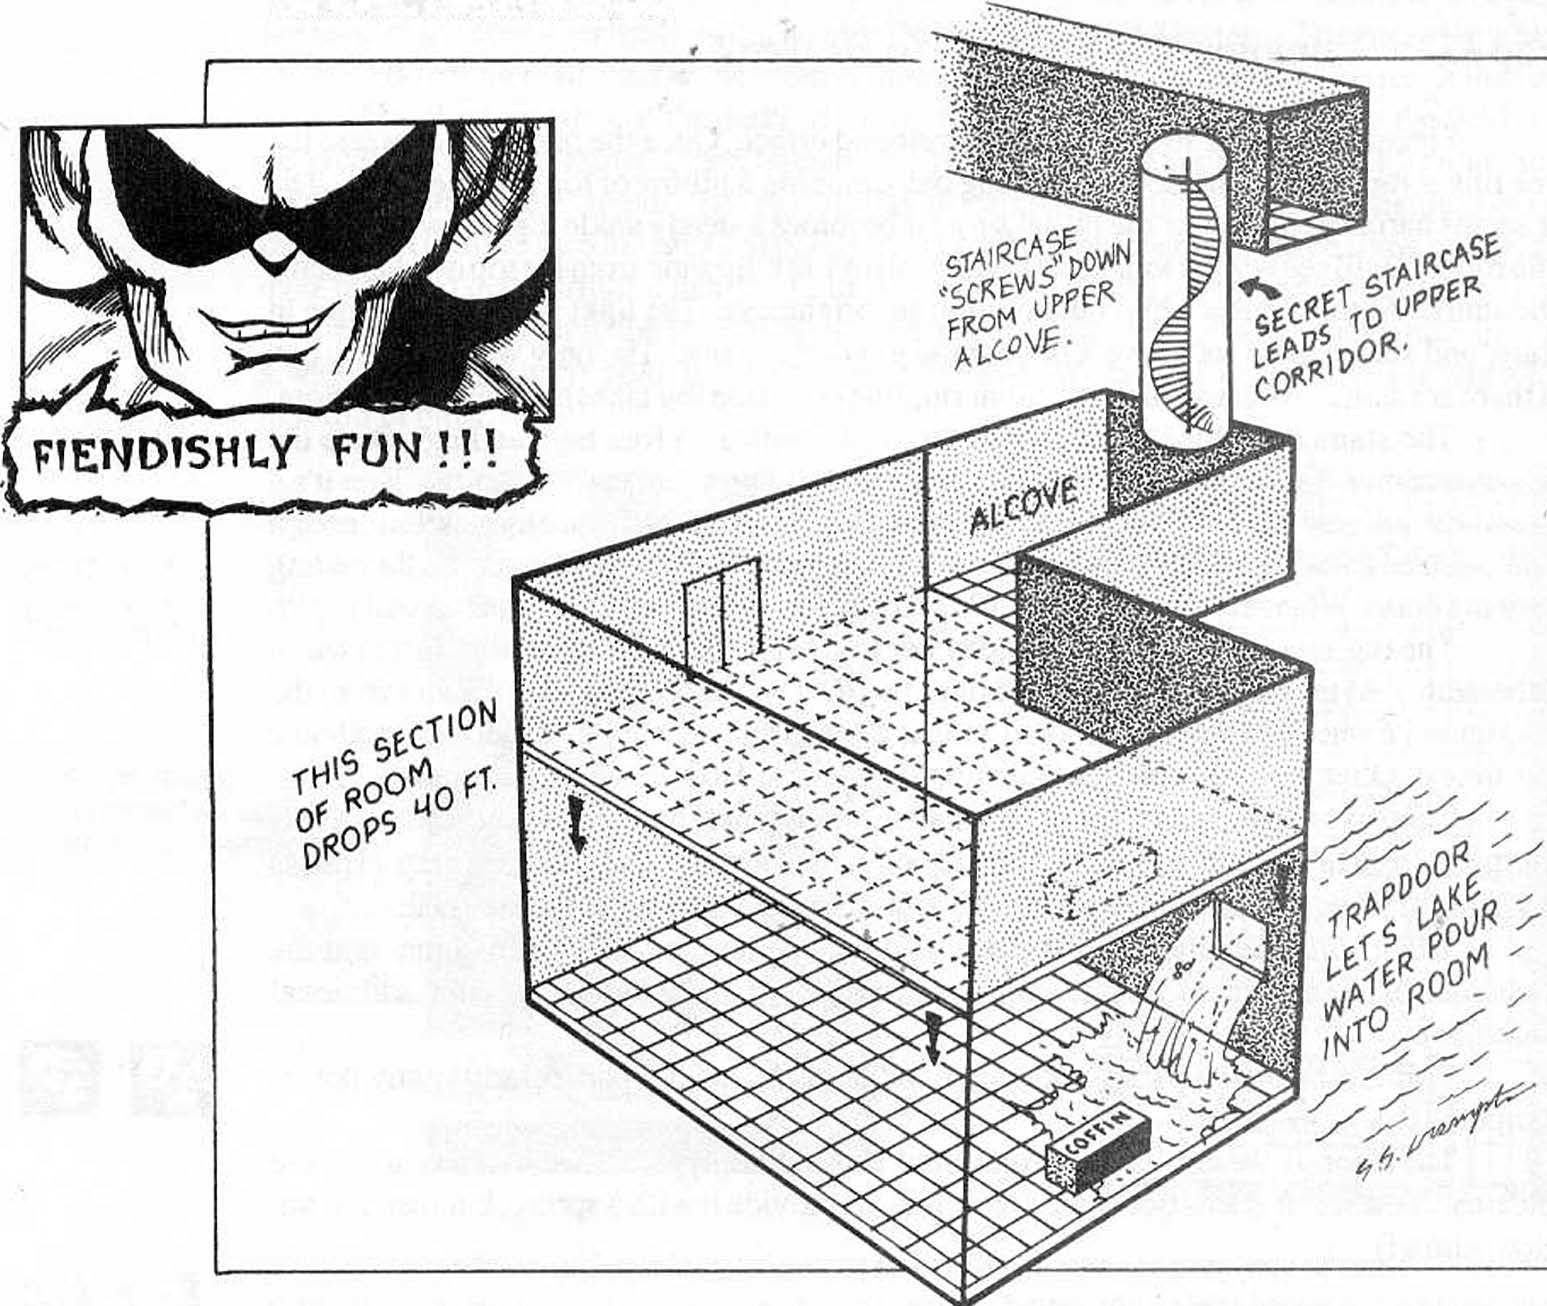 FIENDISHLY FUN!!!
STAIRCASE
"SCREWS" DOWN
FROM UPPER
ALCOVE.
SECRET STAIRCASE
LEADS TO UPPER
CORRIDOR.
ALCOVE
THIS SECTION
OF ROOM
DROPS 40 FT.
TRAPDOOR
LET'S LAKE
WATER POUR
INTO ROOM
COFFIN